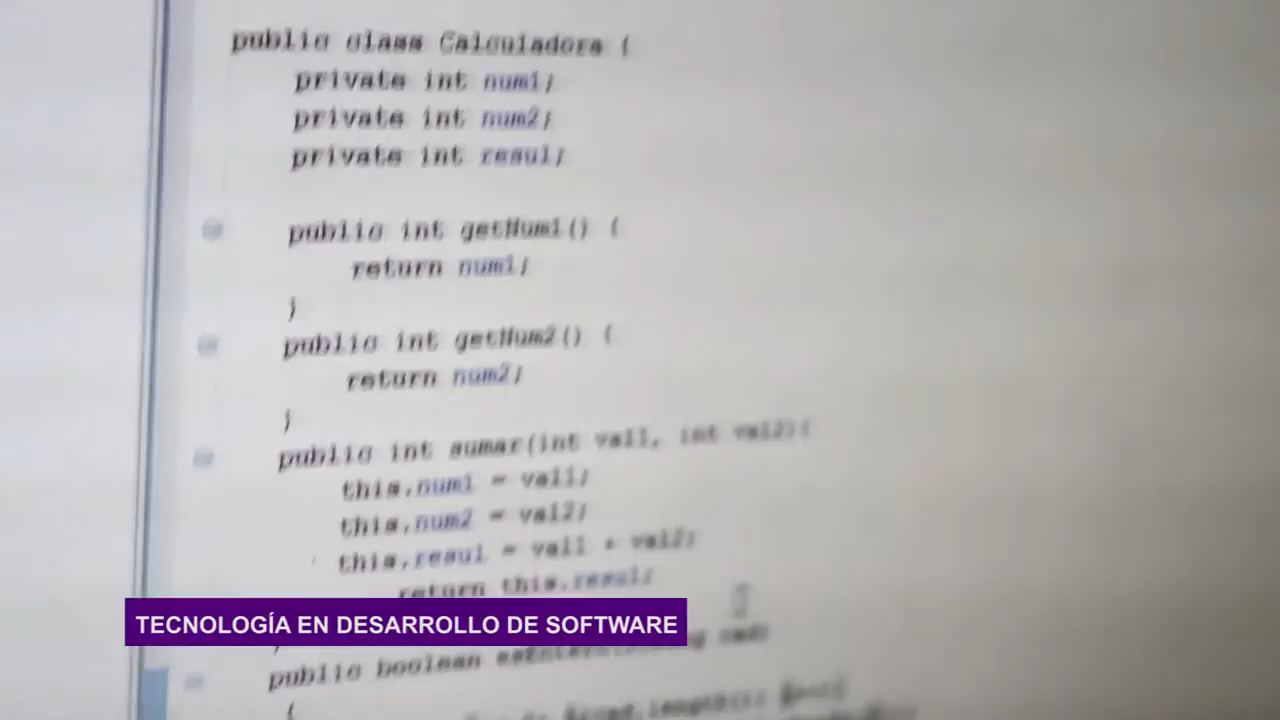 public class Calculadora {
private int num1;
private int num2;
private int resul;
public int getNum1() {
return num1;
}
public int getNum2() {
return num2;
}
public int sumar(int val1, int val2){
this.num1 = val1;
this.num2 = val2;
this.resul = val1 + val2;
return this.resul;
TECNOLOGÍA EN DESARROLLO DE SOFTWARE
}
public boolean cad)
{